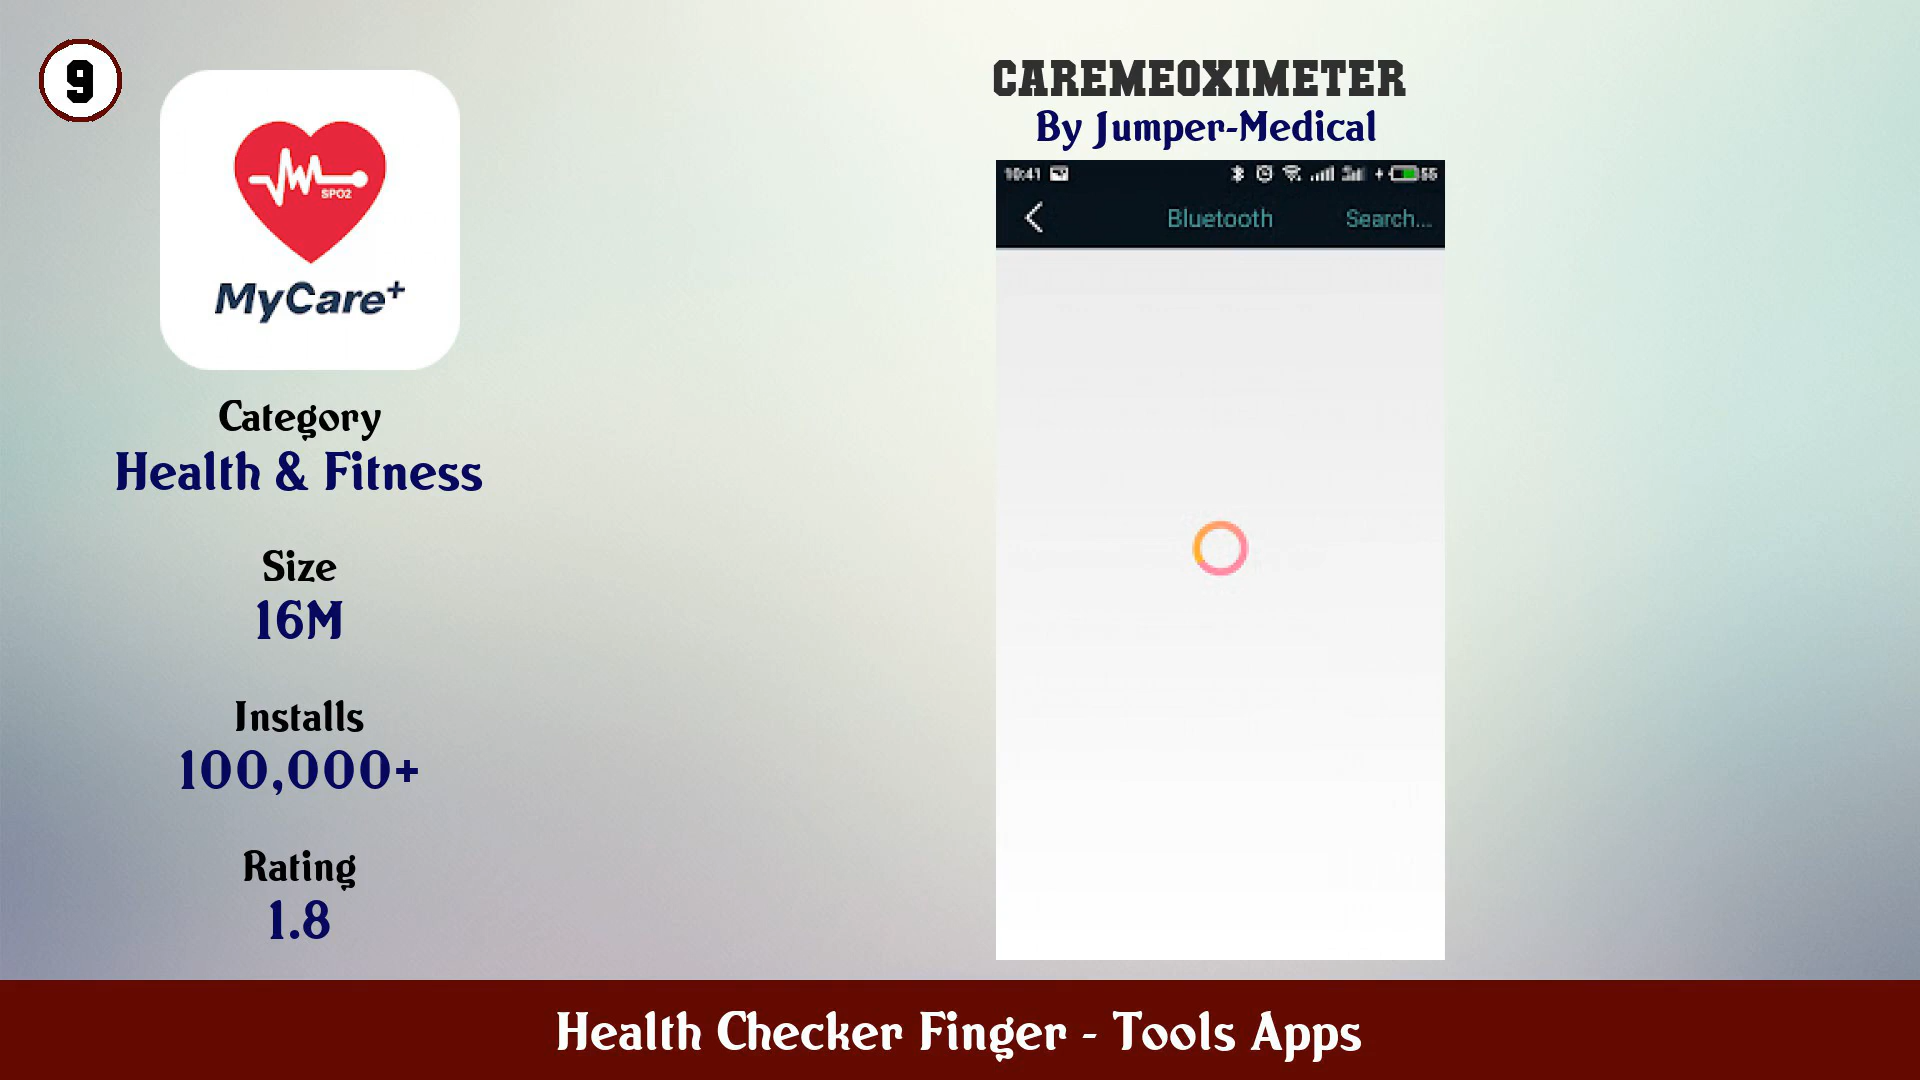 9
SPO2
MyCare+
Category
Health & Fitness
Size
16M
Installs
100,000+
Rating
1.8
CAREMEOXIMETER
By Jumper-Medical
10:41
55
Bluetooth
Search...
Health Checker Finger - Tools Apps